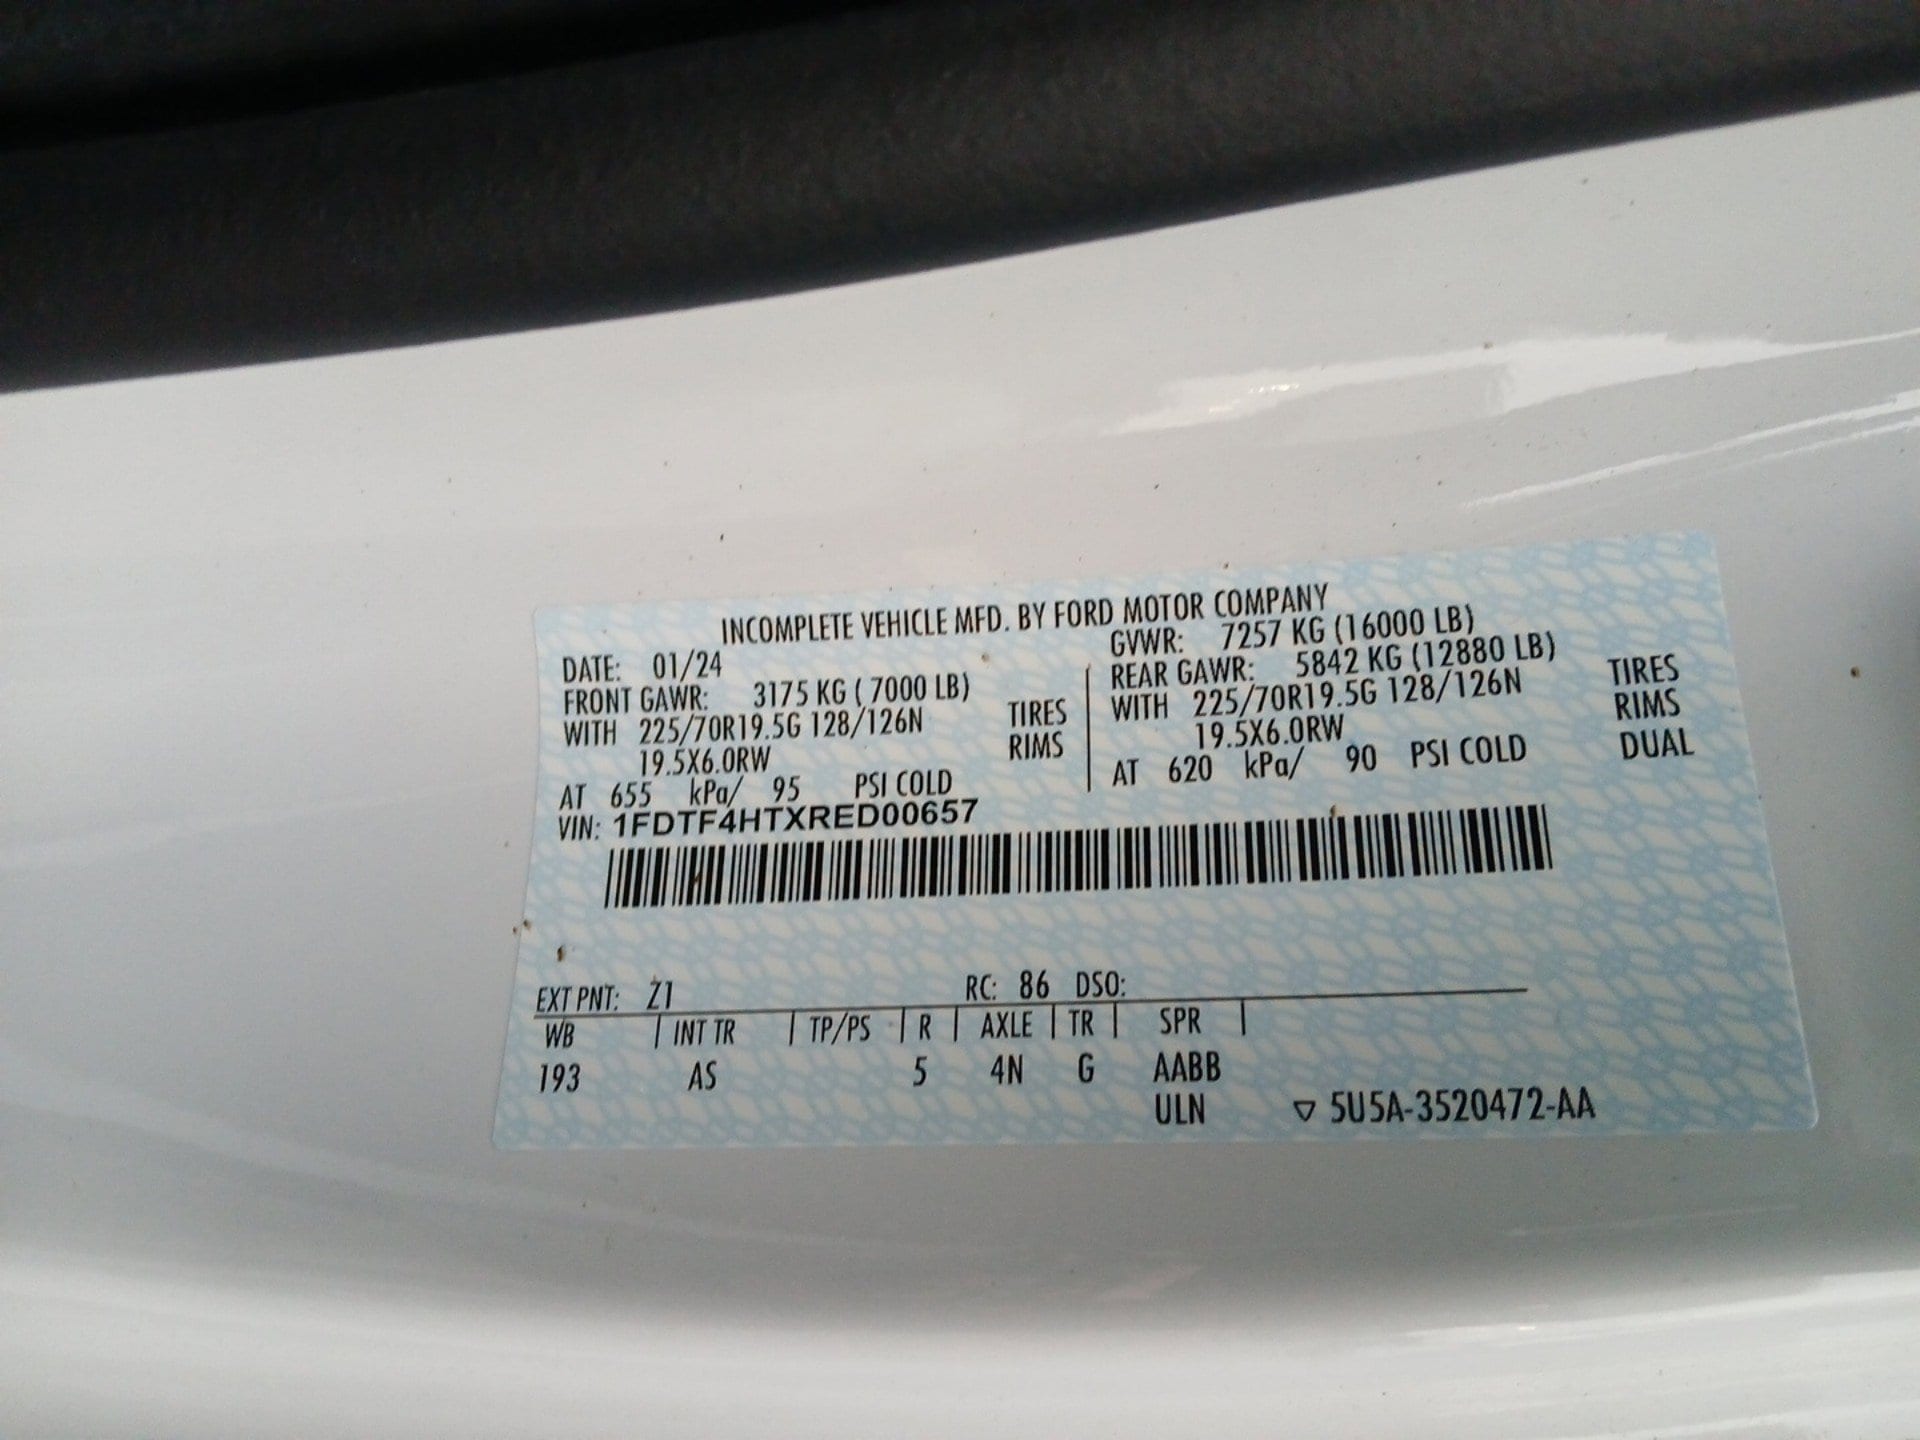 INCOMPLETE VEHICLE MFD. BY FORD MOTOR COMPANY
DATE: 01/24 GVWR: 7257 KG (16000 LB)
FRONT GAWR: 3175 KG ( 7000 LB) REAR GAWR: 5842 KG (12880 LB)
WITH 225/70R19.5G 128/126N TIRES WITH 225/70R19.5G 128/126N TIRES
19.5X6.0RW RIMS 19.5X6.0RW RIMS
AT 655 kPa/ 95 PSI COLD AT 620 kPa/ 90 PSI COLD DUAL
VIN: 1FDTF4HTXRED00657
EXT PNT: Z1 RC: 86 DSO:
WB | INT TR | TP/PS | R | AXLE | TR | SPR |
193 AS 5 4N G AABB
ULN ▽ 5U5A-3520472-AA